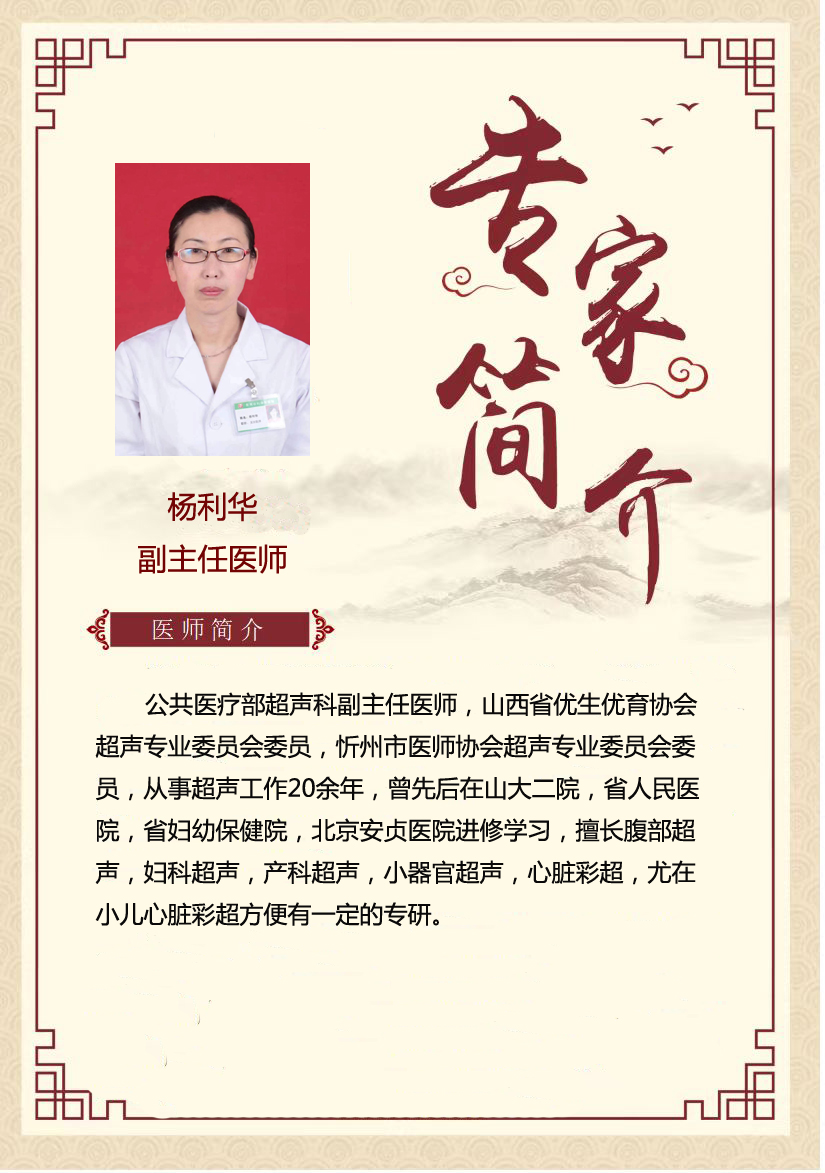 专家简介
杨利华
副主任医师
医师简介
公共医疗部超声科副主任医师，山西省优生优育协会
超声专业委员会委员，忻州市医师协会超声专业委员会委
员，从事超声工作20余年，曾先后在山大二院，省人民医
院，省妇幼保健院，北京安贞医院进修学习，擅长腹部超
声，妇科超声，产科超声，小器官超声，心脏彩超，尤在
小儿心脏彩超方便有一定的专研。